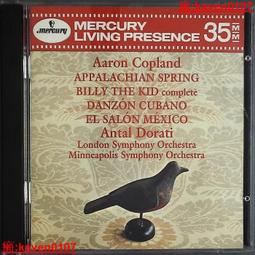 MERCURY
LIVING PRESENCE
35
MM
mercury
Aaron Copland
APPALACHIAN SPRING
BILLY THE KID complete
DANZÓN CUBANO
EL SALÓN MÉXICO
Antal Dorati
London Symphony Orchestra
Minneapolis Symphony Orchestra